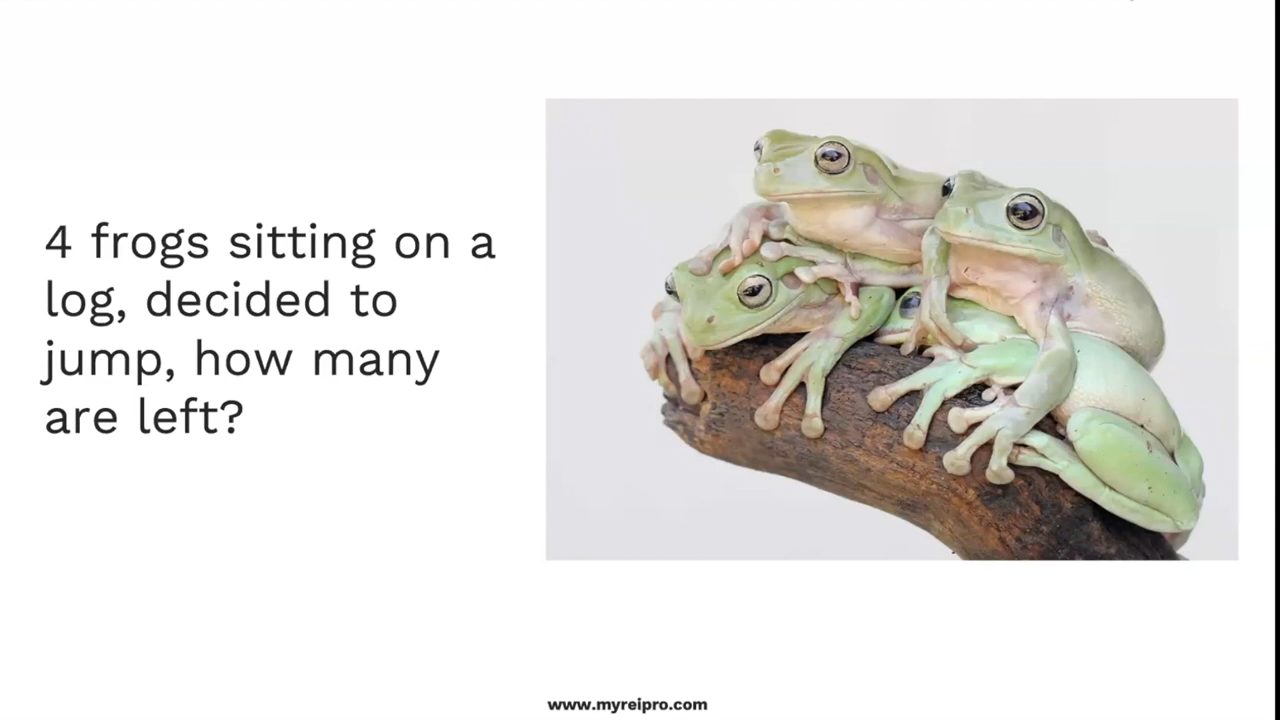 4 frogs sitting on a
log, decided to
jump, how many
are left?
www.myreipro.com